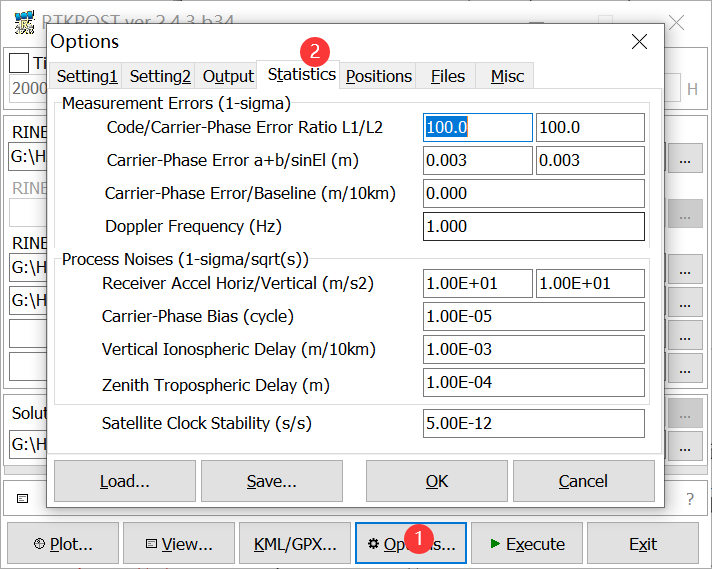 RTKPOST ver.2.4.3 b34
Options
2
Ti
2000
H
Setting1 Setting2 Output Statistics Positions Files Misc
Measurement Errors (1-sigma)
Code/Carrier-Phase Error Ratio L1/L2 100.0 100.0
Carrier-Phase Error a+b/sinEl (m) 0.003 0.003
Carrier-Phase Error/Baseline (m/10km) 0.000
Doppler Frequency (Hz) 1.000
Process Noises (1-sigma/sqrt(s))
Receiver Accel Horiz/Vertical (m/s2) 1.00E+01 1.00E+01
Carrier-Phase Bias (cycle) 1.00E-05
Vertical Ionospheric Delay (m/10km) 1.00E-03
Zenith Tropospheric Delay (m) 1.00E-04
Satellite Clock Stability (s/s) 5.00E-12
Load... Save... OK Cancel
RINE
G:\H
...
RINE
...
RINE
G:\H
...
G:\H
...
...
...
Solut
...
G:\H
...
?
Plot... View... KML/GPX... Options... Execute Exit
1